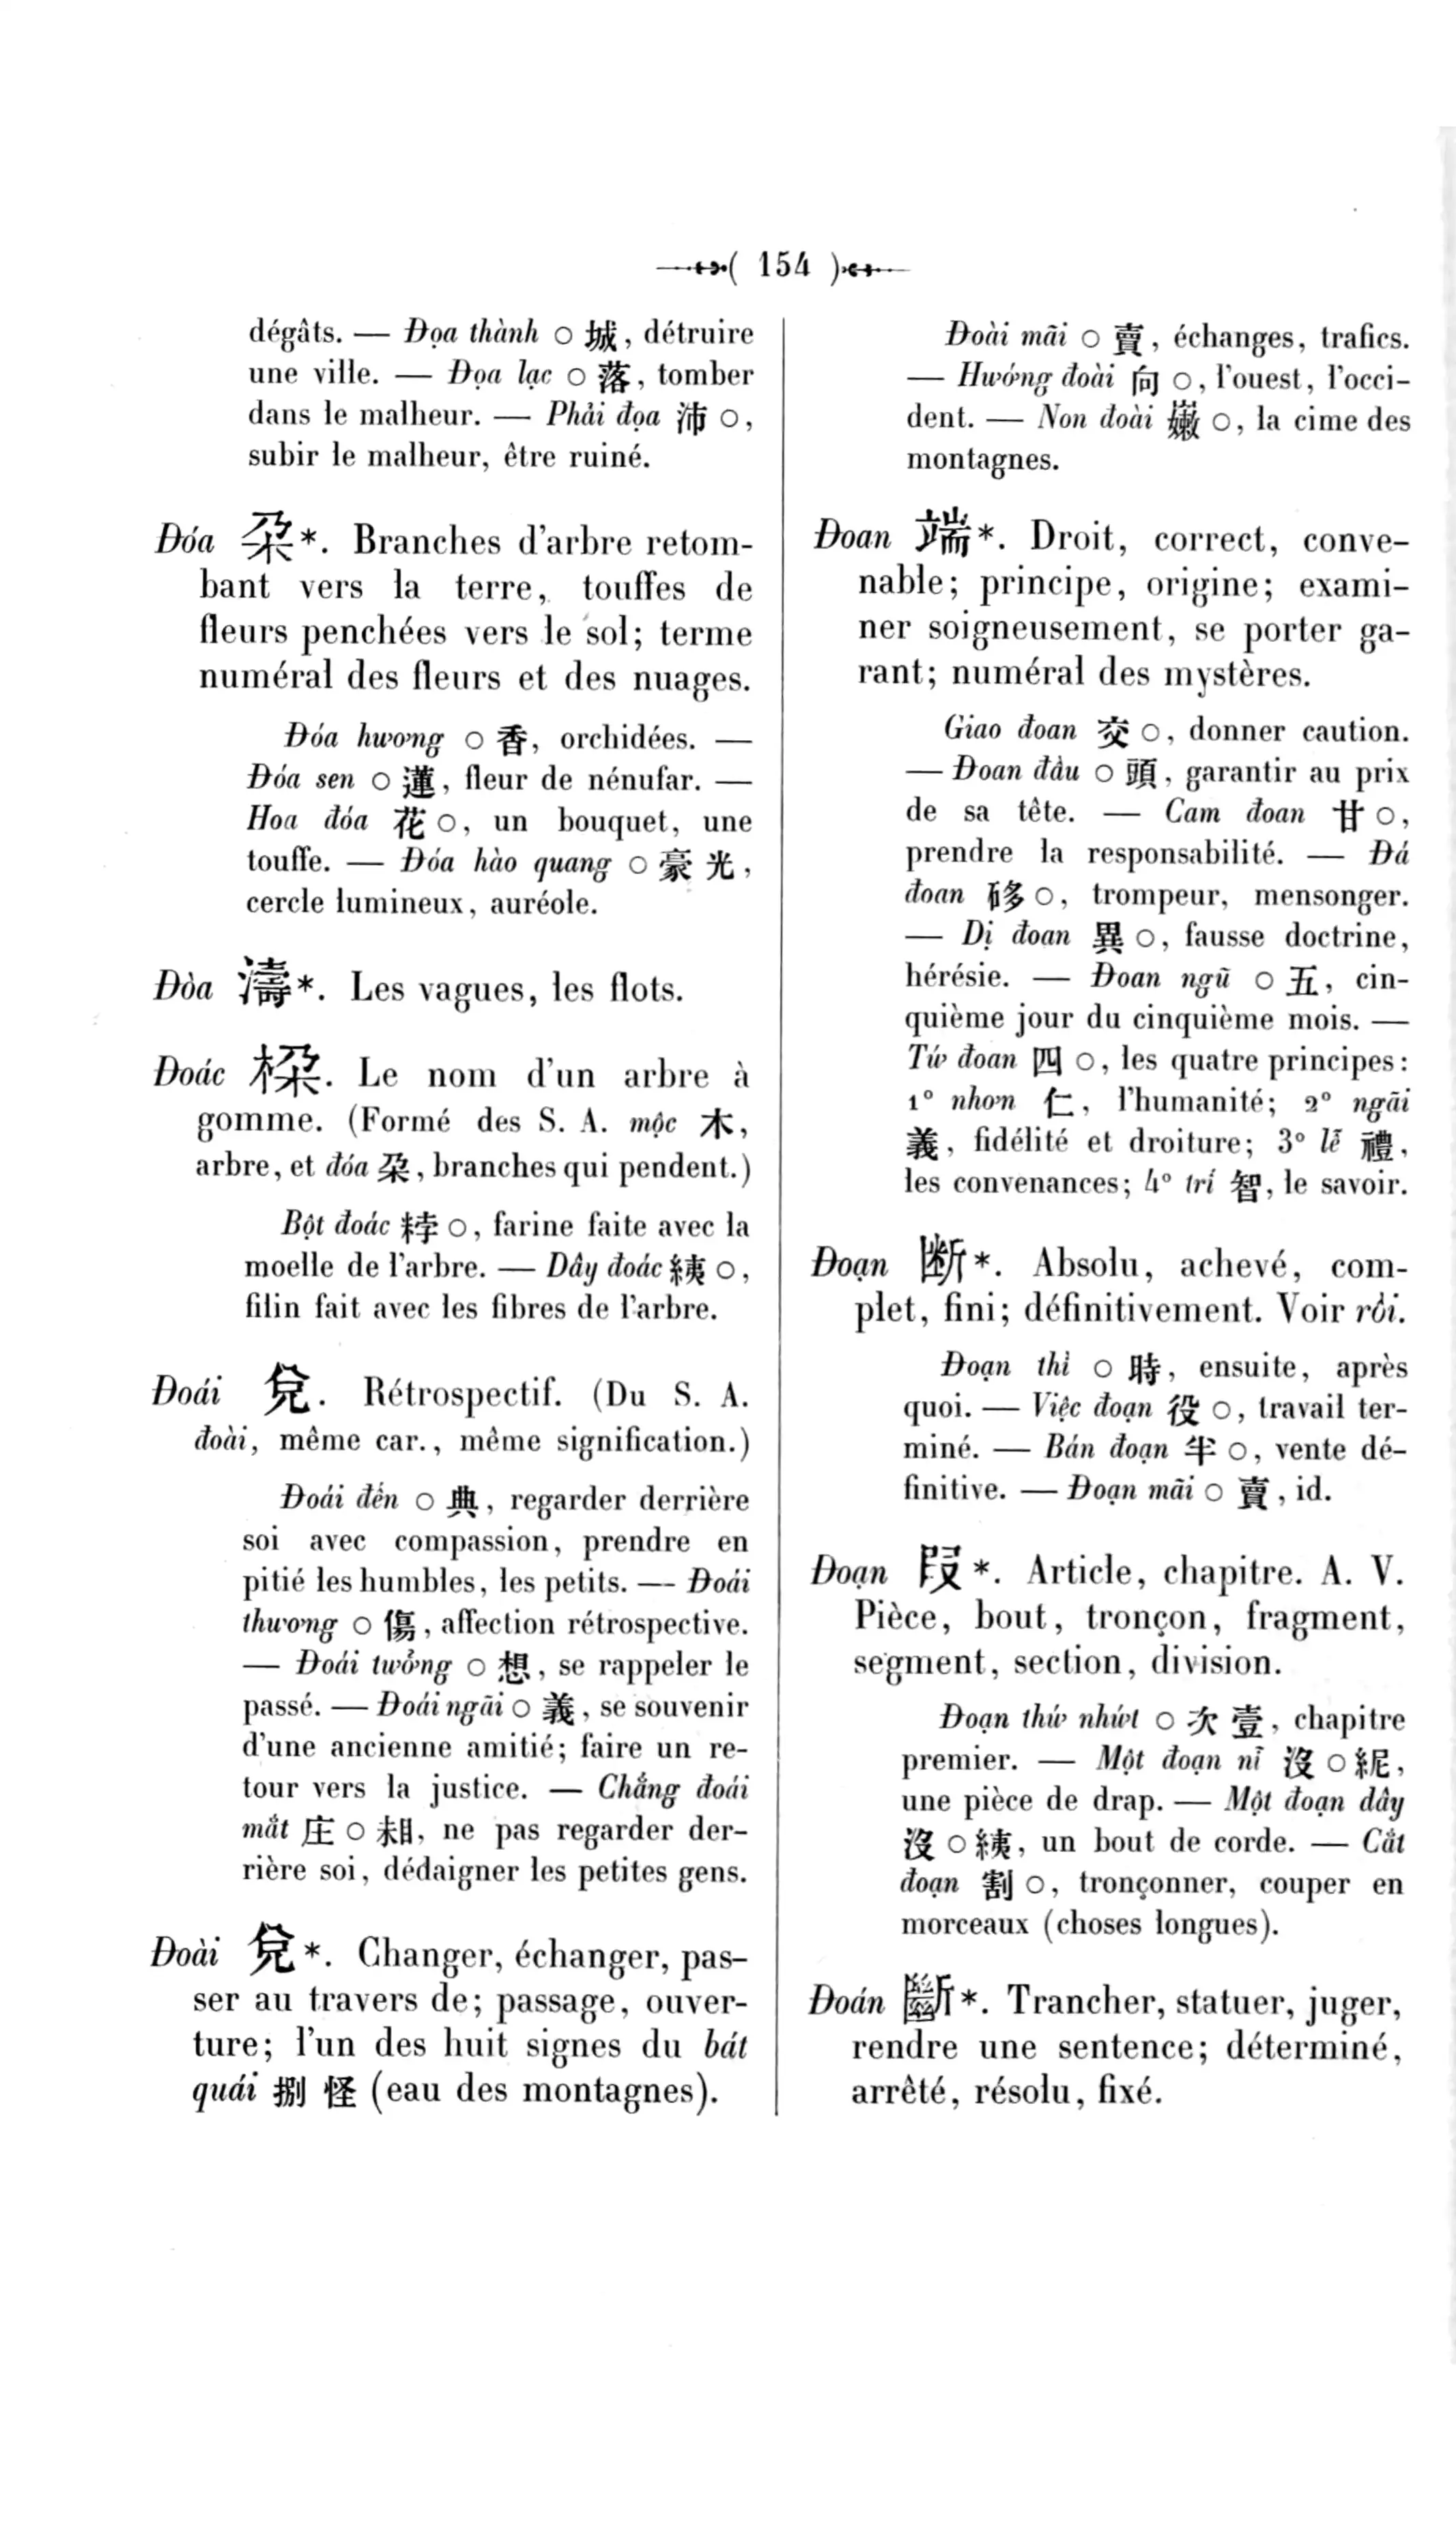 ( 154 )
dégâts. — Đọa thành ○ 城, détruire
une ville. — Đọa lạc ○ 落, tomber
dans le malheur. — Phải đọa 沛 ○,
subir le malheur, être ruiné.
Đóa 朶*. Branches d'arbre retom-
bant vers la terre, touffes de
fleurs penchées vers le sol; terme
numéral des fleurs et des nuages.
Đóa hương ○ 香, orchidées. —
Đóa sen ○ 蓮, fleur de nénufar. —
Hoa đóa 花 ○, un bouquet, une
touffe. — Đóa hào quang ○ 豪 光,
cercle lumineux, auréole.
Đòa 濤*. Les vagues, les flots.
Đoác 樑. Le nom d'un arbre à
gomme. (Formé des S. A. mộc 木,
arbre, et đóa 朶, branches qui pendent.)
Bột đoác ○, farine faite avec la
moelle de l'arbre. — Dây đoác ○,
filin fait avec les fibres de l'arbre.
Đoái 兌. Rétrospectif. (Du S. A.
đoài, même car., même signification.)
Đoái đến ○ 典, regarder derrière
soi avec compassion, prendre en
pitié les humbles, les petits. — Đoái
thương ○ 傷, affection rétrospective.
— Đoái tưởng ○ 想, se rappeler le
passé. — Đoái ngãi ○ 義, se souvenir
d'une ancienne amitié; faire un re-
tour vers la justice. — Chẳng đoái
mắt 庄 ○ 眜, ne pas regarder der-
rière soi, dédaigner les petites gens.
Đoài 兌*. Changer, échanger, pas-
ser au travers de; passage, ouver-
ture; l'un des huit signes du bát
quái 捌 怪 (eau des montagnes).
Đoài mãi ○ 賣, échanges, trafics.
— Hướng đoài 向 ○, l'ouest, l'occi-
dent. — Non đoài ○, la cime des
montagnes.
Đoan 端*. Droit, correct, conve-
nable; principe, origine; exami-
ner soigneusement, se porter ga-
rant; numéral des mystères.
Giao đoan 交 ○, donner caution.
— Đoan đầu ○ 頭, garantir au prix
de sa tête. — Cam đoan 甘 ○,
prendre la responsabilité. — Đá
đoan ○, trompeur, mensonger.
— Dị đoan 異 ○, fausse doctrine,
hérésie. — Đoan ngũ ○ 五, cin-
quième jour du cinquième mois. —
Tứ đoan 四 ○, les quatre principes:
1° nhơn 仁, l'humanité; 2° ngãi
義, fidélité et droiture; 3° lễ 禮,
les convenances; 4° trí 智, le savoir.
Đoạn 断*. Absolu, achevé, com-
plet, fini; définitivement. Voir rồi.
Đoạn thì ○ 時, ensuite, après
quoi. — Việc đoạn 役 ○, travail ter-
miné. — Bán đoạn 半 ○, vente dé-
finitive. — Đoạn mãi ○ 賣, id.
Đoạn 段*. Article, chapitre. A. V.
Pièce, bout, tronçon, fragment,
segment, section, division.
Đoạn thứ nhứt ○ 次 壹, chapitre
premier. — Một đoạn nỉ 沒 ○ 䋦,
une pièce de drap. — Một đoạn dây
沒 ○, un bout de corde. — Cắt
đoạn 割 ○, tronçonner, couper en
morceaux (choses longues).
Đoán 斷*. Trancher, statuer, juger,
rendre une sentence; déterminé,
arrêté, résolu, fixé.